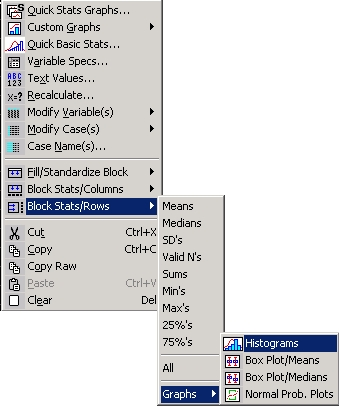 Quick Stats Graphs...
Custom Graphs
Quick Basic Stats...
Variable Specs...
ABC 123 Text Values...
x=? Recalculate...
Modify Variable(s)
Modify Case(s)
Case Name(s)...
Fill/Standardize Block
Block Stats/Columns
Block Stats/Rows
Cut Ctrl+X
Copy Ctrl+C
Copy Raw
Paste Ctrl+V
Clear Del
Means
Medians
SD's
Valid N's
Sums
Min's
Max's
25%'s
75%'s
All
Graphs
Histograms
Box Plot/Means
Box Plot/Medians
Normal Prob. Plots